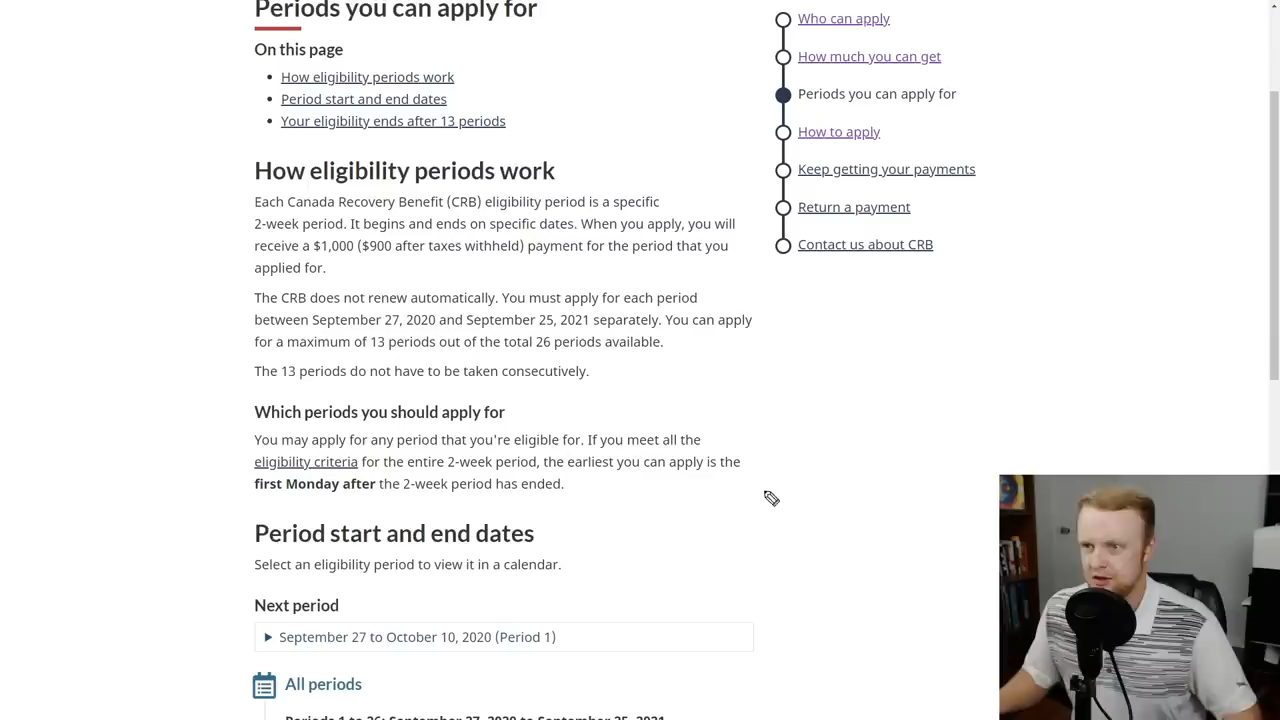 Periods you can apply for
On this page
How eligibility periods work
Period start and end dates
Your eligibility ends after 13 periods
How eligibility periods work
Each Canada Recovery Benefit (CRB) eligibility period is a specific
2-week period. It begins and ends on specific dates. When you apply, you will
receive a $1,000 ($900 after taxes withheld) payment for the period that you
applied for.
The CRB does not renew automatically. You must apply for each period
between September 27, 2020 and September 25, 2021 separately. You can apply
for a maximum of 13 periods out of the total 26 periods available.
The 13 periods do not have to be taken consecutively.
Which periods you should apply for
You may apply for any period that you're eligible for. If you meet all the
eligibility criteria for the entire 2-week period, the earliest you can apply is the
first Monday after the 2-week period has ended.
Period start and end dates
Select an eligibility period to view it in a calendar.
Next period
September 27 to October 10, 2020 (Period 1)
All periods
Periods 1 to 26: September 27, 2020 to September 25, 2021
Who can apply
How much you can get
Periods you can apply for
How to apply
Keep getting your payments
Return a payment
Contact us about CRB